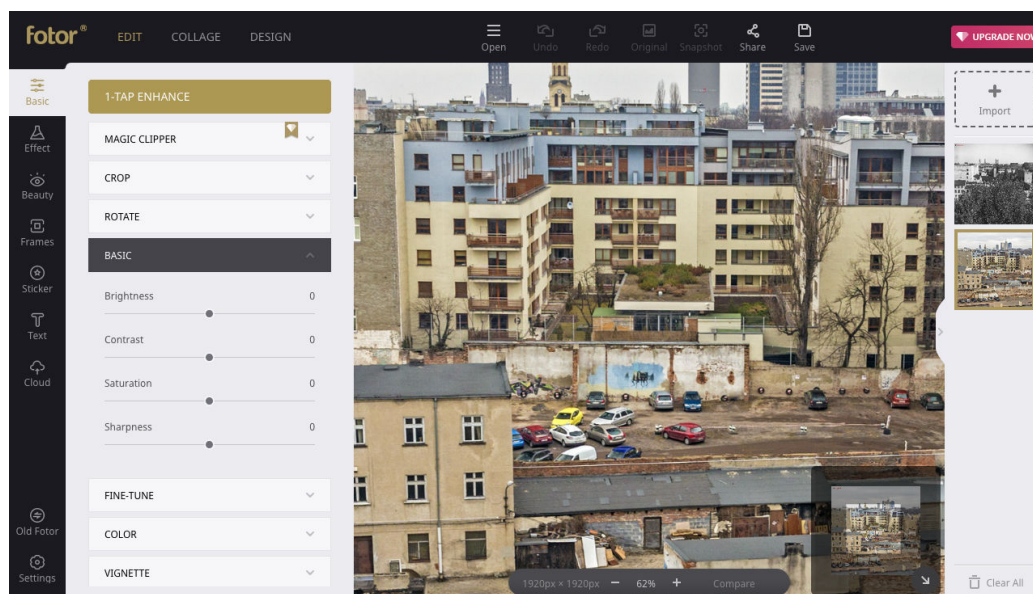 fotor®
EDIT
COLLAGE
DESIGN
Open
Undo
Redo
Original
Snapshot
Share
Save
UPGRADE NOW
Basic
Effect
Beauty
Frames
Sticker
Text
Cloud
Old Fotor
Settings
1-TAP ENHANCE
MAGIC CLIPPER
CROP
ROTATE
BASIC
Brightness 0
Contrast 0
Saturation 0
Sharpness 0
FINE-TUNE
COLOR
VIGNETTE
1920px × 1920px − 62% + Compare
Import
Clear All